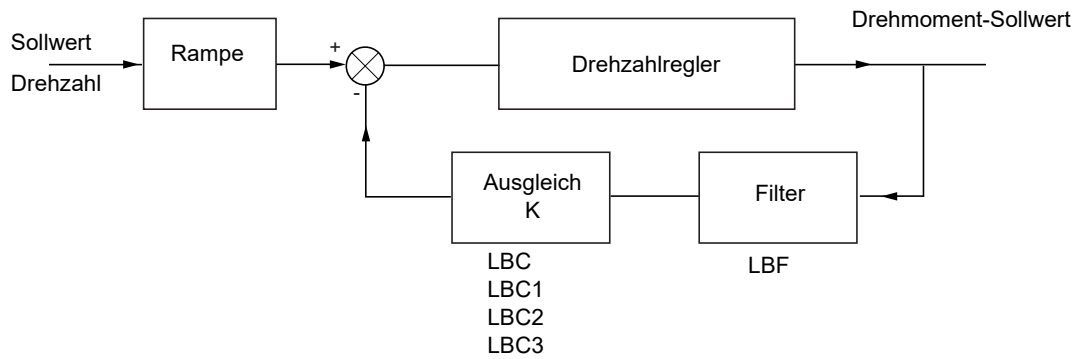 Drehmoment-Sollwert
Sollwert
Drehzahl
Rampe
+
-
Drehzahlregler
Ausgleich
K
Filter
LBC
LBC1
LBC2
LBC3
LBF